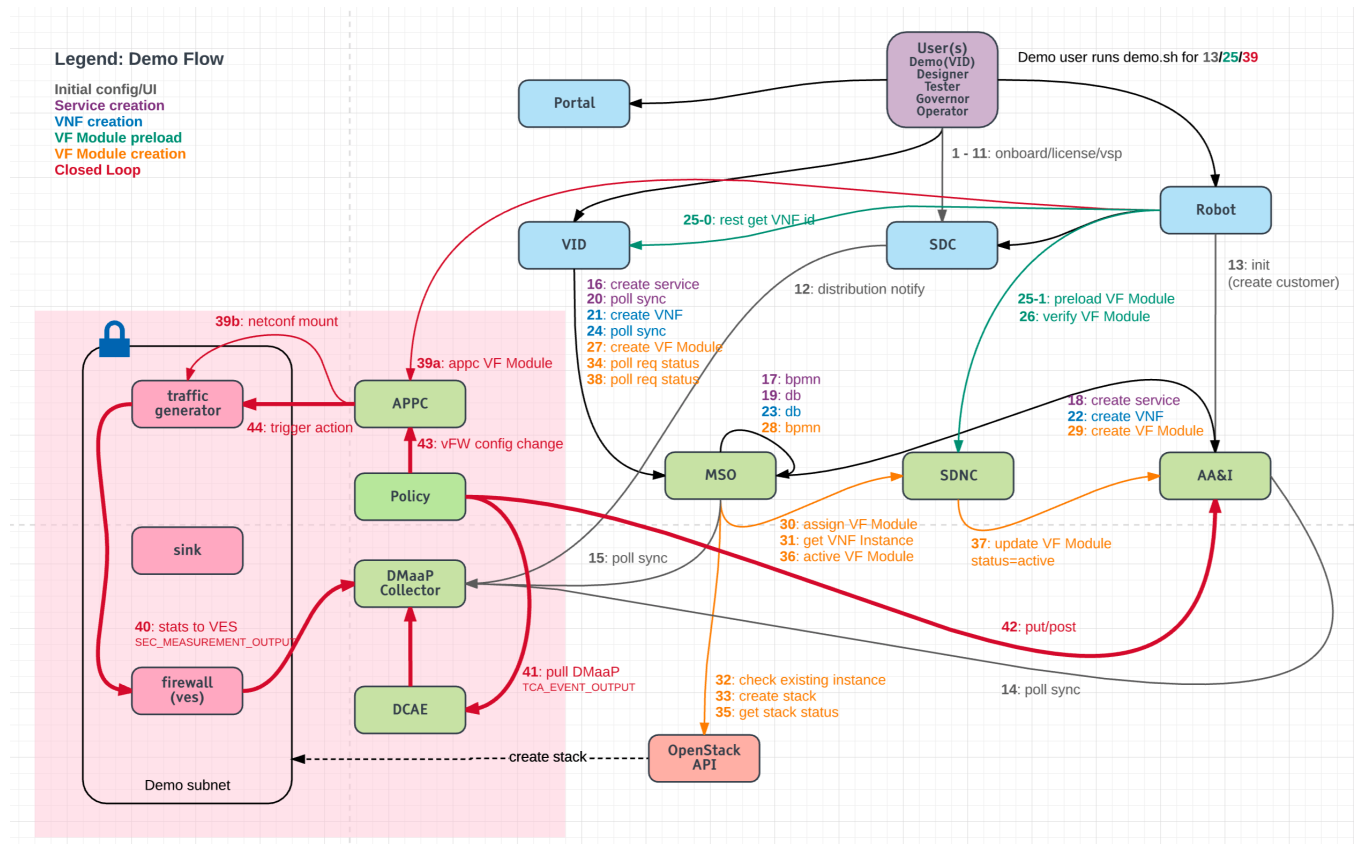 Legend: Demo Flow
Initial config/UI
Service creation
VNF creation
VF Module preload
VF Module creation
Closed Loop
User(s)
Demo(VID)
Designer
Tester
Governor
Operator
Demo user runs demo.sh for 13/25/39
Portal
1 - 11: onboard/license/vsp
Robot
25-0: rest get VNF id
VID
SDC
13: init
(create customer)
16: create service
20: poll sync
21: create VNF
24: poll sync
27: create VF Module
34: poll req status
38: poll req status
12: distribution notify
25-1: preload VF Module
26: verify VF Module
39b: netconf mount
39a: appc VF Module
traffic
generator
APPC
44: trigger action
43: vFW config change
17: bpmn
19: db
23: db
28: bpmn
18: create service
22: create VNF
29: create VF Module
MSO
SDNC
AA&I
Policy
sink
30: assign VF Module
31: get VNF Instance
36: active VF Module
37: update VF Module
status=active
15: poll sync
DMaaP
Collector
40: stats to VES
SEC_MEASUREMENT_OUTPUT
42: put/post
firewall
(ves)
41: pull DMaaP
TCA_EVENT_OUTPUT
DCAE
32: check existing instance
33: create stack
35: get stack status
14: poll sync
OpenStack
API
create stack
Demo subnet